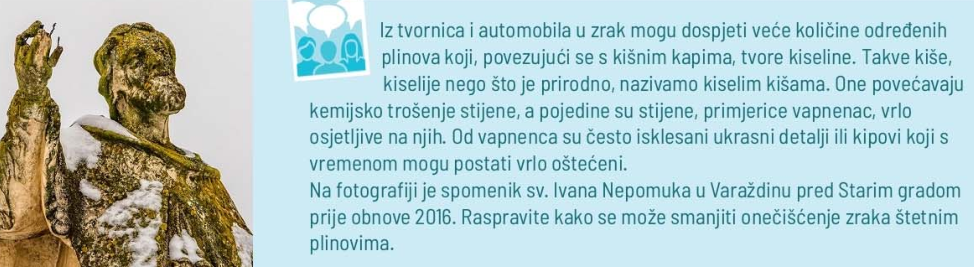 Iz tvornica i automobila u zrak mogu dospjeti veće količine određenih
plinova koji, povezujući se s kišnim kapima, tvore kiseline. Takve kiše,
kiselije nego što je prirodno, nazivamo kiselim kišama. One povećavaju
kemijsko trošenje stijene, a pojedine su stijene, primjerice vapnenac, vrlo
osjetljive na njih. Od vapnenca su često isklesani ukrasni detalji ili kipovi koji s
vremenom mogu postati vrlo oštećeni.
Na fotografiji je spomenik sv. Ivana Nepomuka u Varaždinu pred Starim gradom
prije obnove 2016. Raspravite kako se može smanjiti onečišćenje zraka štetnim
plinovima.